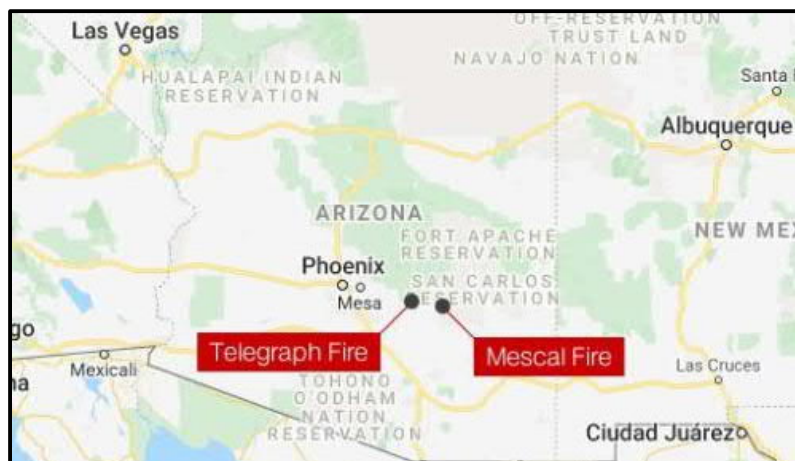 OFF-RESERVATION
TRUST LAND
Las Vegas
NAVAJO NATION
HUALAPAI INDIAN
RESERVATION
Santa
Albuquerque
ARIZONA
FORT APACHE
RESERVATION
NEW MEX
Phoenix
Mesa
SAN CARLOS
RESERVATION
go
Telegraph Fire
Mescal Fire
Mexicali
na
Las Cruces
TOHONO
O'ODHAM
NATION
RESERVATION
Ciudad Juárez